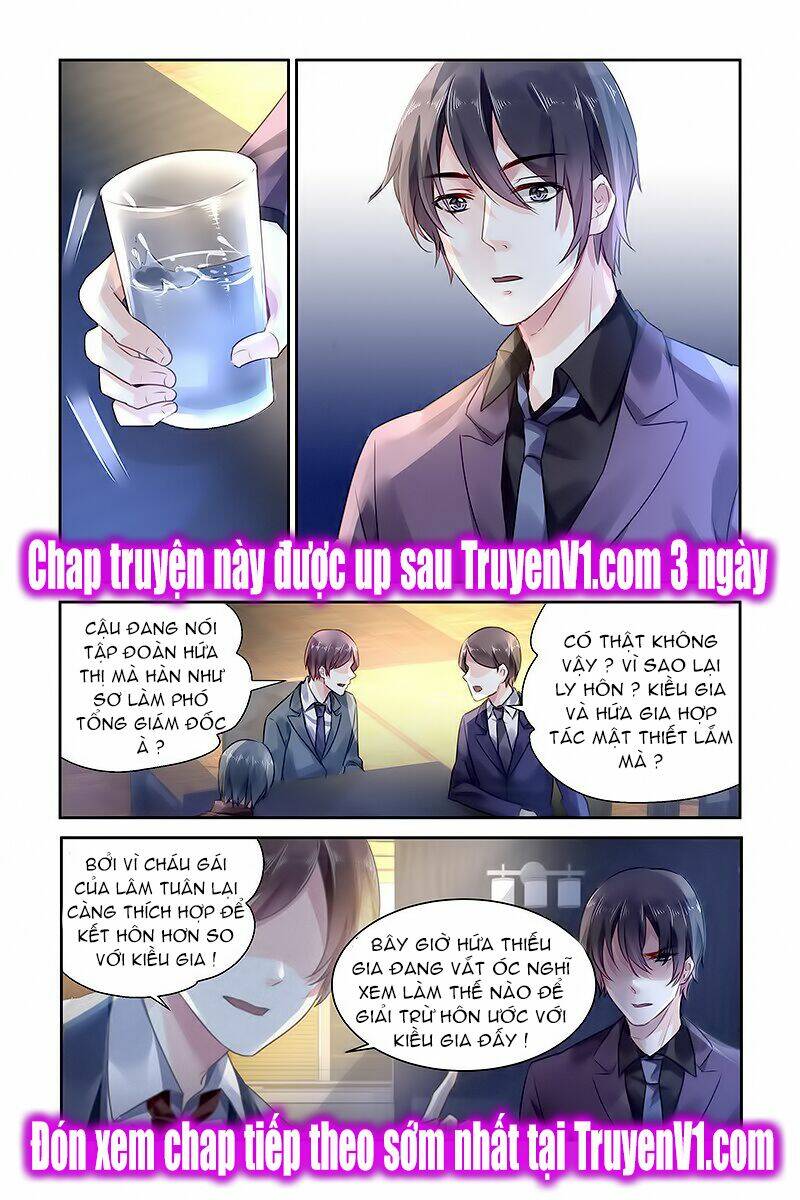 Chap truyện này được up sau TruyenV1.com 3 ngày
CẬU ĐANG NÓI
TẬP ĐOÀN HỨA
THỊ MÀ HÀN NHƯ
SƠ LÀM PHÓ
TỔNG GIÁM ĐỐC
À ?
CÓ THẬT KHÔNG
VẬY ? VÌ SAO LẠI
LY HÔN ? KIỀU GIA
VÀ HỨA GIA HỢP
TÁC MẬT THIẾT LẮM
MÀ ?
BỞI VÌ CHÁU GÁI
CỦA LÂM TUÂN LẠI
CÀNG THÍCH HỢP ĐỂ
KẾT HÔN HƠN SO
VỚI KIỀU GIA !
BÂY GIỜ HỨA THIẾU
GIA ĐANG VẮT ÓC NGHĨ
XEM LÀM THẾ NÀO ĐỂ
GIẢI TRỪ HÔN ƯỚC VỚI
KIỀU GIA ĐẤY !
Đón xem chap tiếp theo sớm nhất tại TruyenV1.com